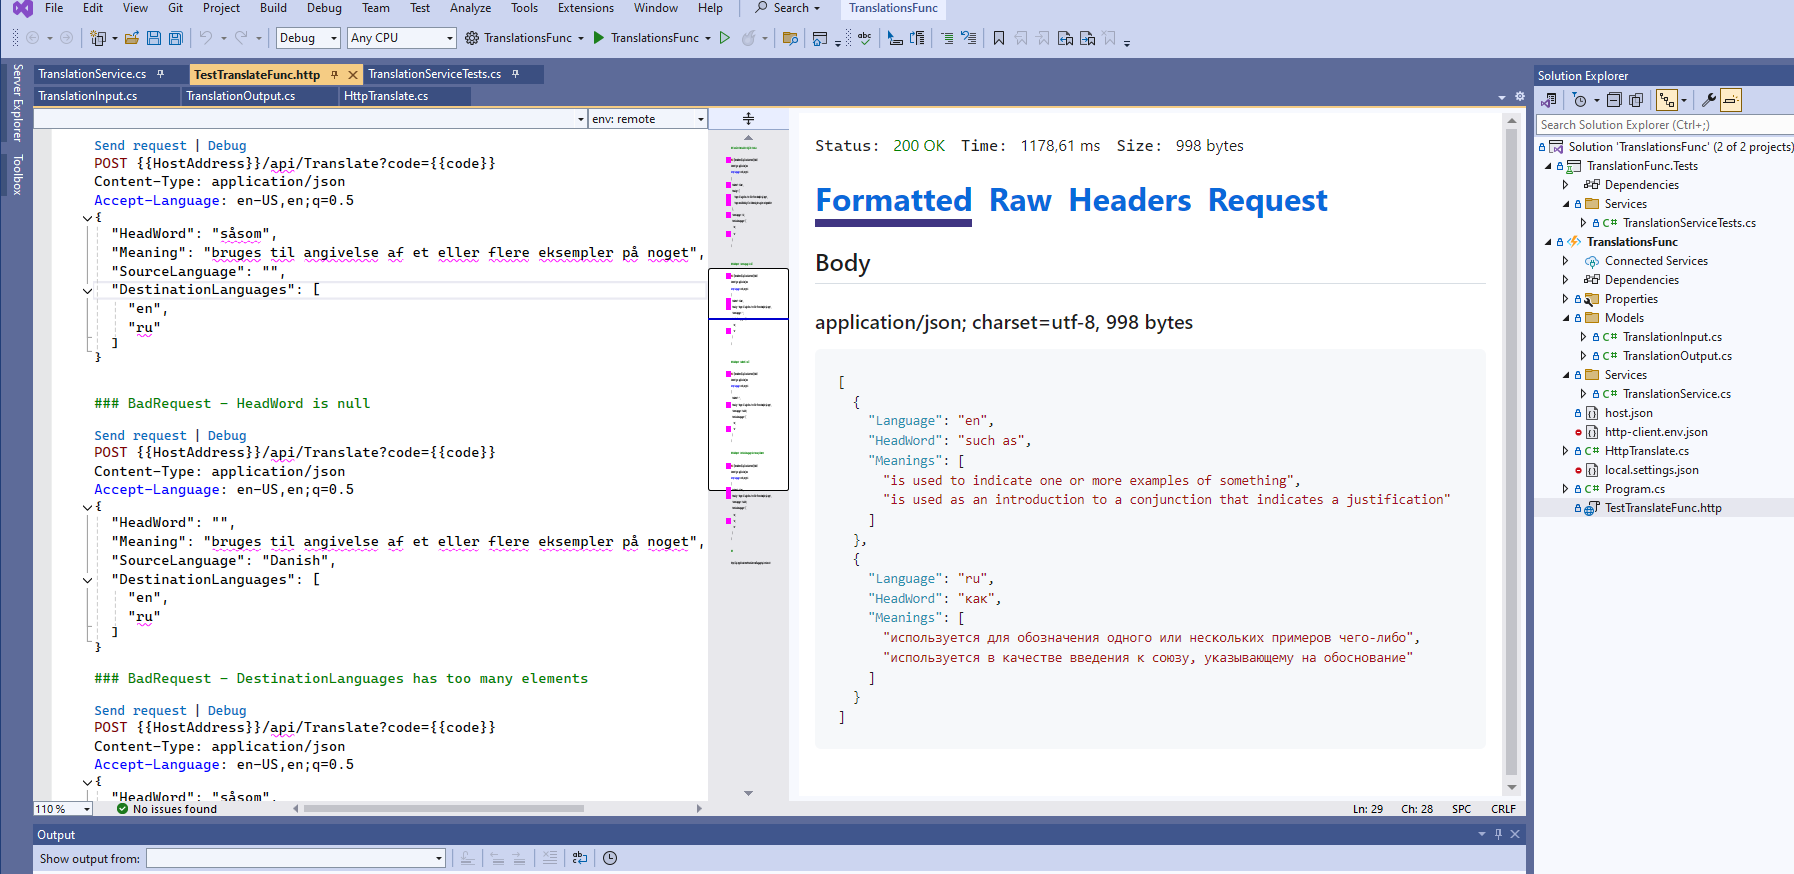 File Edit View Git Project Build Debug Team Test Analyze Tools Extensions Window Help Search TranslationsFunc
Debug Any CPU TranslationsFunc TranslationsFunc
Server Explorer
Toolbox
TranslationService.cs TestTranslateFunc.http TranslationServiceTests.cs
TranslationInput.cs TranslationOutput.cs HttpTranslate.cs
env: remote
Send request | Debug
POST {{HostAddress}}/api/Translate?code={{code}}
Content-Type: application/json
Accept-Language: en-US,en;q=0.5
{
"HeadWord": "såsom",
"Meaning": "bruges til angivelse af et eller flere eksempler på noget",
"SourceLanguage": "",
"DestinationLanguages": [
"en",
"ru"
]
}
### BadRequest - HeadWord is null
Send request | Debug
POST {{HostAddress}}/api/Translate?code={{code}}
Content-Type: application/json
Accept-Language: en-US,en;q=0.5
{
"HeadWord": "",
"Meaning": "bruges til angivelse af et eller flere eksempler på noget",
"SourceLanguage": "Danish",
"DestinationLanguages": [
"en",
"ru"
]
}
### BadRequest - DestinationLanguages has too many elements
Send request | Debug
POST {{HostAddress}}/api/Translate?code={{code}}
Content-Type: application/json
Accept-Language: en-US,en;q=0.5
{
"HeadWord": "såsom",
110 % No issues found
Status: 200 OK Time: 1178,61 ms Size: 998 bytes
Formatted Raw Headers Request
Body
application/json; charset=utf-8, 998 bytes
[
{
"Language": "en",
"HeadWord": "such as",
"Meanings": [
"is used to indicate one or more examples of something",
"is used as an introduction to a conjunction that indicates a justification"
]
},
{
"Language": "ru",
"HeadWord": "как",
"Meanings": [
"используется для обозначения одного или нескольких примеров чего-либо",
"используется в качестве введения к союзу, указывающему на обоснование"
]
}
]
Ln: 29 Ch: 28 SPC CRLF
Output
Show output from:
Solution Explorer
Search Solution Explorer (Ctrl+;)
Solution 'TranslationsFunc' (2 of 2 projects)
TranslationFunc.Tests
Dependencies
Services
C# TranslationServiceTests.cs
TranslationsFunc
Connected Services
Dependencies
Properties
Models
C# TranslationInput.cs
C# TranslationOutput.cs
Services
C# TranslationService.cs
host.json
http-client.env.json
C# HttpTranslate.cs
local.settings.json
C# Program.cs
TestTranslateFunc.http